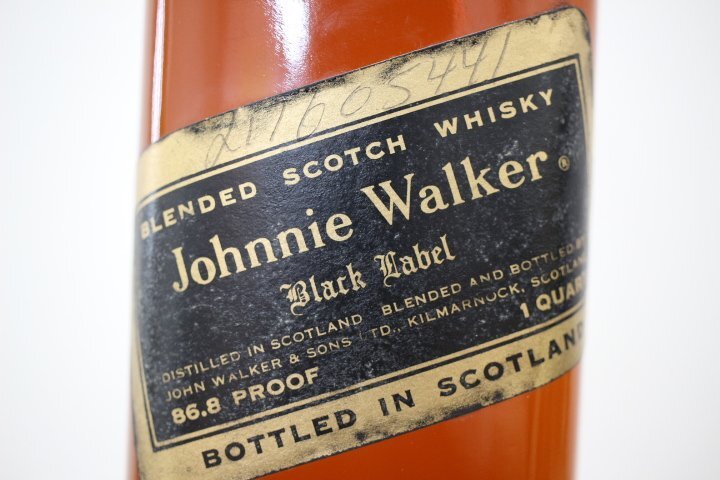 211605441
BLENDED SCOTCH WHISKY
Johnnie Walker ®
Black Label
DISTILLED IN SCOTLAND BLENDED AND BOTTLED BY
JOHN WALKER & SONS LTD., KILMARNOCK, SCOTLAND
86.8 PROOF 1 QUART
BOTTLED IN SCOTLAND